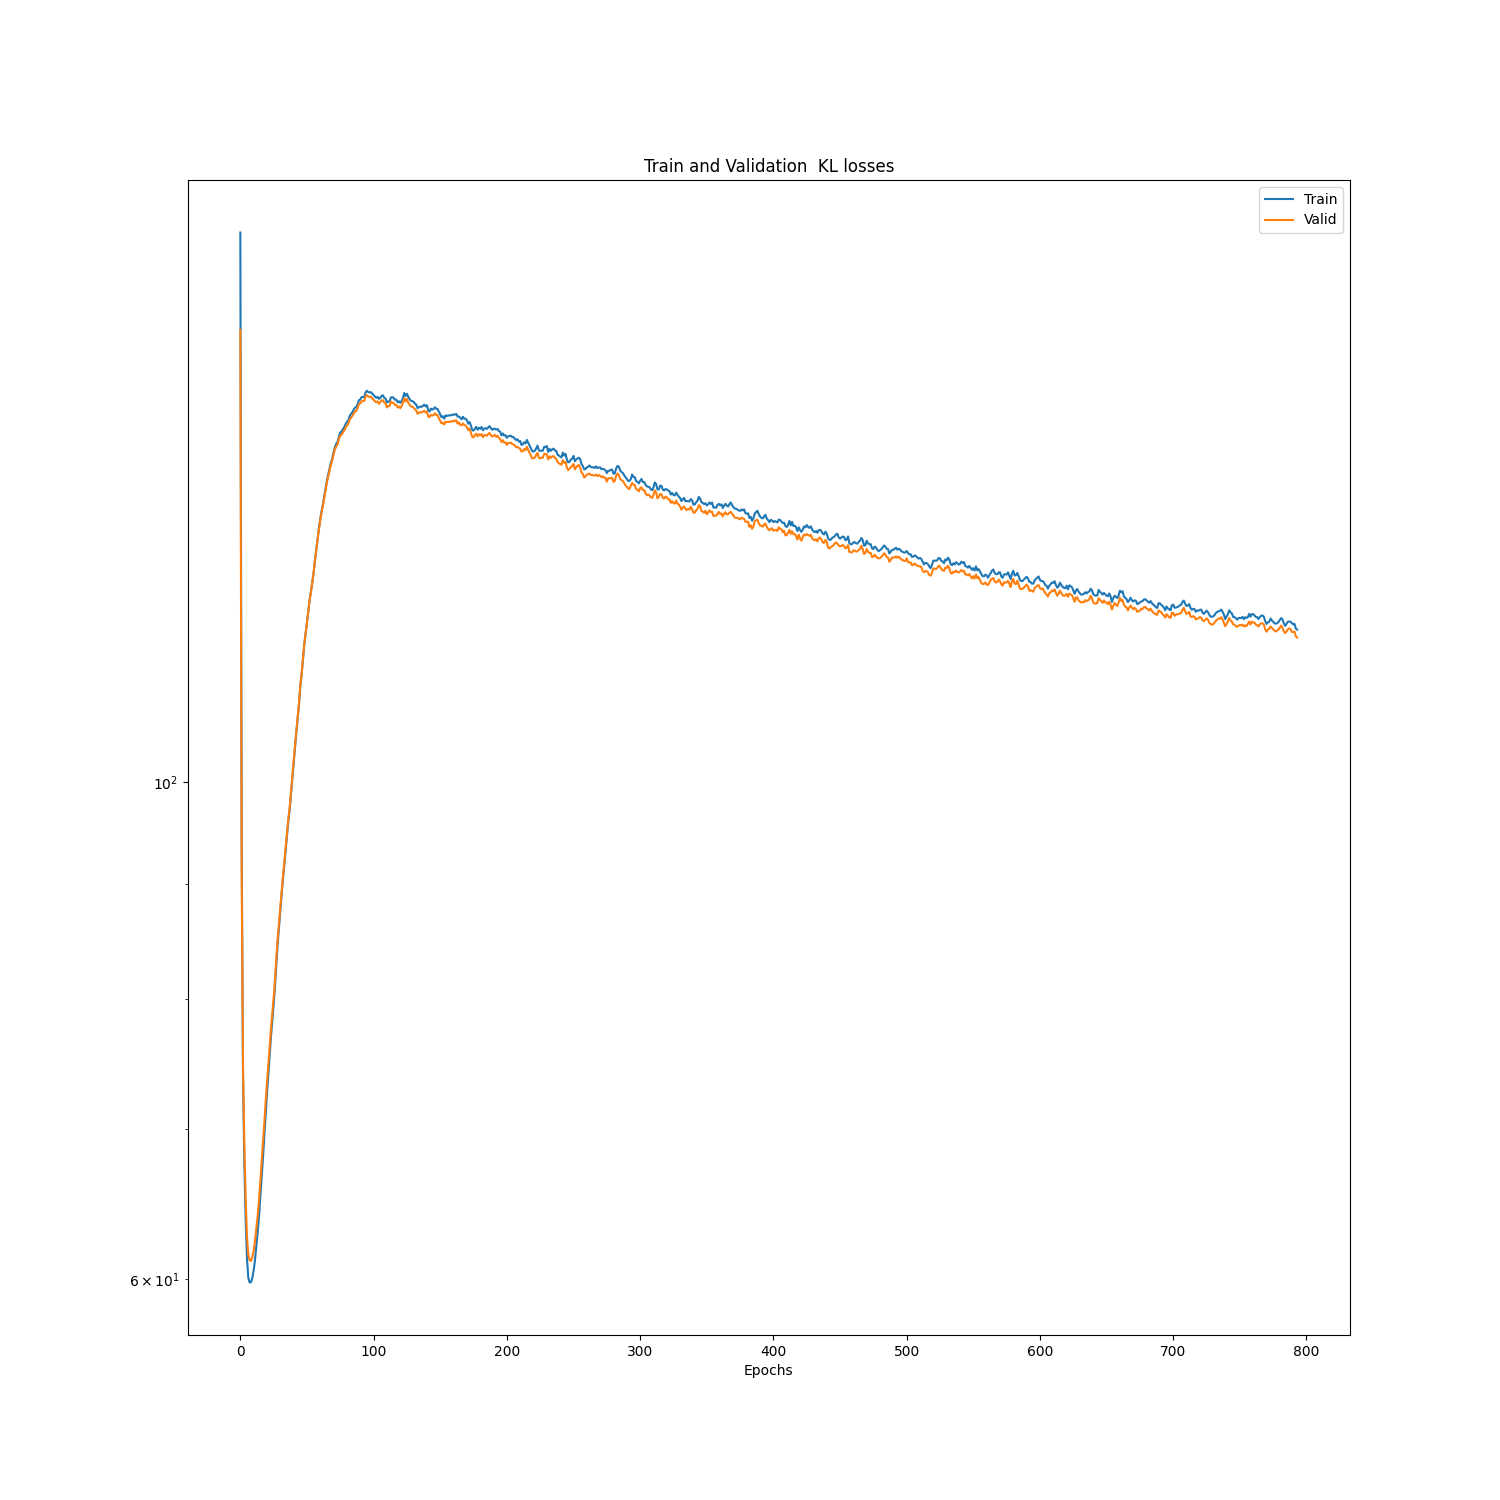 Train and Validation  KL losses
Train
Valid
10²
6 × 10¹
0 100 200 300 400 500 600 700 800
Epochs